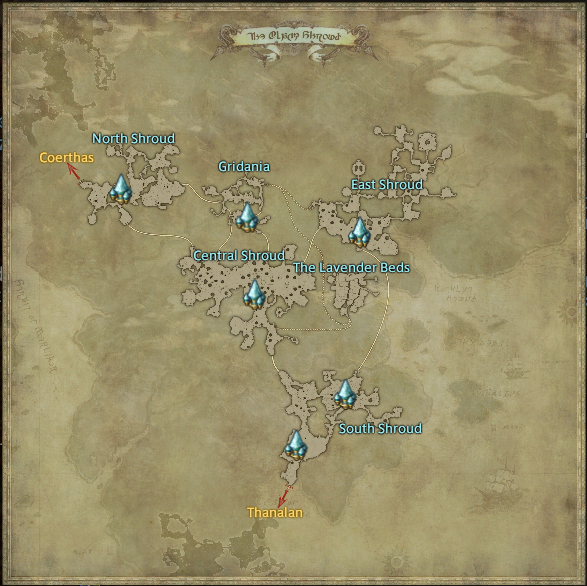 The Black Shroud
North Shroud
Coerthas
Gridania
East Shroud
Central Shroud
The Lavender Beds
South Shroud
Thanalan